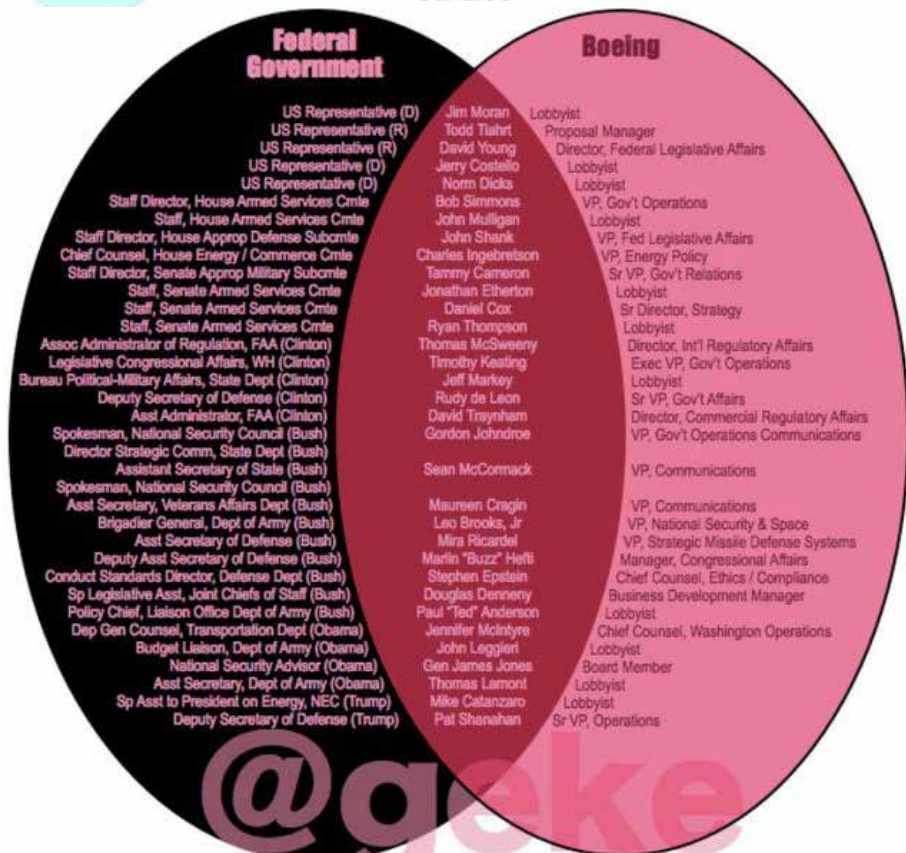 Federal Government
Boeing
US Representative (D) Jim Moran Lobbyist
US Representative (R) Todd Tiahrt Proposal Manager
US Representative (R) David Young Director, Federal Legislative Affairs
US Representative (D) Jerry Costello Lobbyist
US Representative (D) Norm Dicks Lobbyist
Staff Director, House Armed Services Cmte Bob Simmons VP, Gov't Operations
Staff, House Armed Services Cmte John Mulligan Lobbyist
Staff Director, House Approp Defense Subcmte John Shank VP, Fed Legislative Affairs
Chief Counsel, House Energy / Commerce Cmte Charles Ingebretson VP, Energy Policy
Staff Director, Senate Approp Military Subcmte Tammy Cameron Sr VP, Gov't Relations
Staff, Senate Armed Services Cmte Jonathan Etherton Lobbyist
Staff, Senate Armed Services Cmte Daniel Cox Sr Director, Strategy
Staff, Senate Armed Services Cmte Ryan Thompson Lobbyist
Assoc Administrator of Regulation, FAA (Clinton) Thomas McSweeny Director, Int'l Regulatory Affairs
Legislative Congressional Affairs, WH (Clinton) Timothy Keating Exec VP, Gov't Operations
Bureau Political-Military Affairs, State Dept (Clinton) Jeff Markey Lobbyist
Deputy Secretary of Defense (Clinton) Rudy de Leon Sr VP, Gov't Affairs
Asst Administrator, FAA (Clinton) David Traynham Director, Commercial Regulatory Affairs
Spokesman, National Security Council (Bush) Gordon Johndroe VP, Gov't Operations Communications
Director Strategic Comm, State Dept (Bush)
Assistant Secretary of State (Bush) Sean McCormack VP, Communications
Spokesman, National Security Council (Bush)
Asst Secretary, Veterans Affairs Dept (Bush) Maureen Cragin VP, Communications
Brigadier General, Dept of Army (Bush) Leo Brooks, Jr VP, National Security & Space
Asst Secretary of Defense (Bush) Mira Ricardel VP, Strategic Missile Defense Systems
Deputy Asst Secretary of Defense (Bush) Marlin "Buzz" Hefti Manager, Congressional Affairs
Conduct Standards Director, Defense Dept (Bush) Stephen Epstein Chief Counsel, Ethics / Compliance
Sp Legislative Asst, Joint Chiefs of Staff (Bush) Douglas Denneny Business Development Manager
Policy Chief, Liaison Office Dept of Army (Bush) Paul "Ted" Anderson Lobbyist
Dep Gen Counsel, Transportation Dept (Obama) Jennifer McIntyre Chief Counsel, Washington Operations
Budget Liaison, Dept of Army (Obama) John Leggieri Lobbyist
National Security Advisor (Obama) Gen James Jones Board Member
Asst Secretary, Dept of Army (Obama) Thomas Lamont Lobbyist
Sp Asst to President on Energy, NEC (Trump) Mike Catanzaro Lobbyist
Deputy Secretary of Defense (Trump) Pat Shanahan Sr VP, Operations
@geke